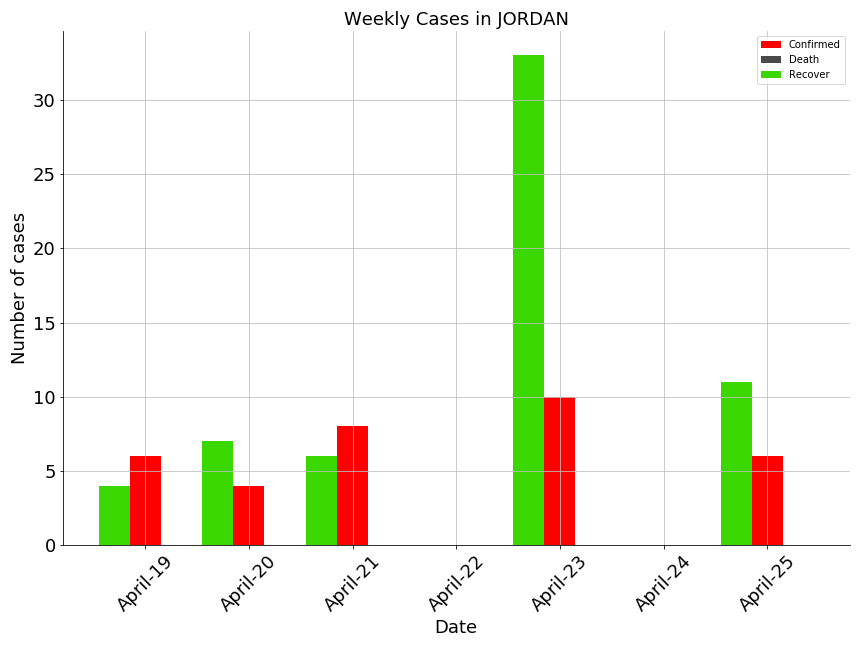 Weekly Cases in JORDAN
Confirmed
Death
Recover
Number of cases
30
25
20
15
10
5
0
April-19
April-20
April-21
April-22
April-23
April-24
April-25
Date